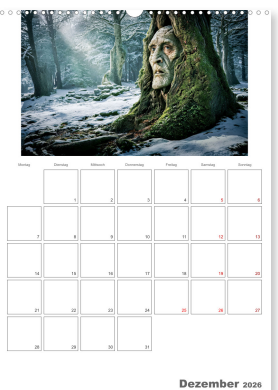 Montag Dienstag Mittwoch Donnerstag Freitag Samstag Sonntag
1 2 3 4 5 6
7 8 9 10 11 12 13
14 15 16 17 18 19 20
21 22 23 24 25 26 27
28 29 30 31
Dezember 2026